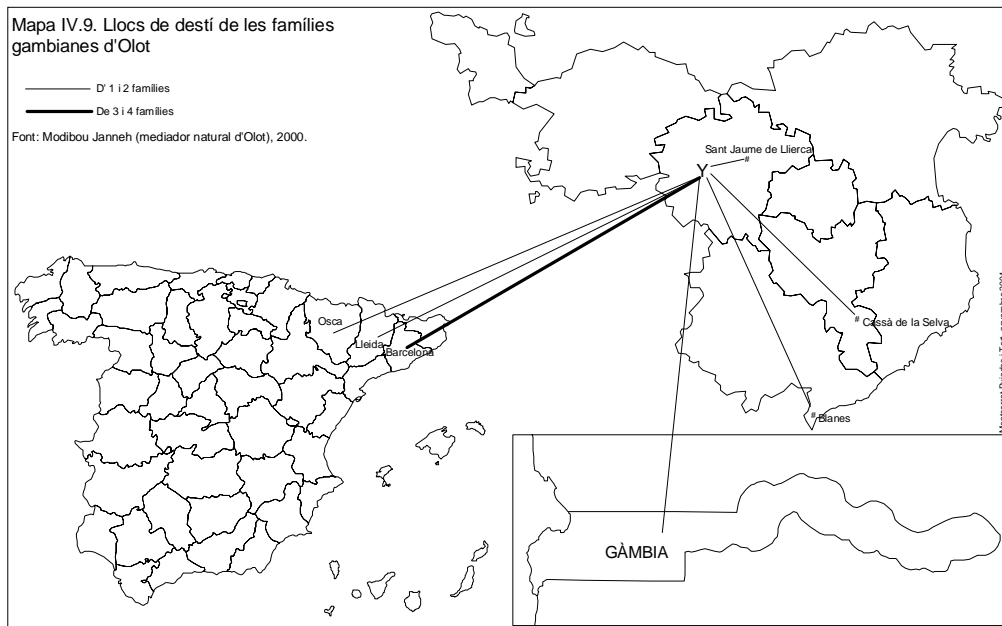 Mapa IV.9. Llocs de destí de les famílies
gambianes d'Olot
D' 1 i 2 famílies
De 3 i 4 famílies
Font: Modibou Janneh (mediador natural d'Olot), 2000.
Sant Jaume de Llierca
#
Y
Osca
Lleida
Barcelona
# Cassà de la Selva
# Blanes
GÀMBIA